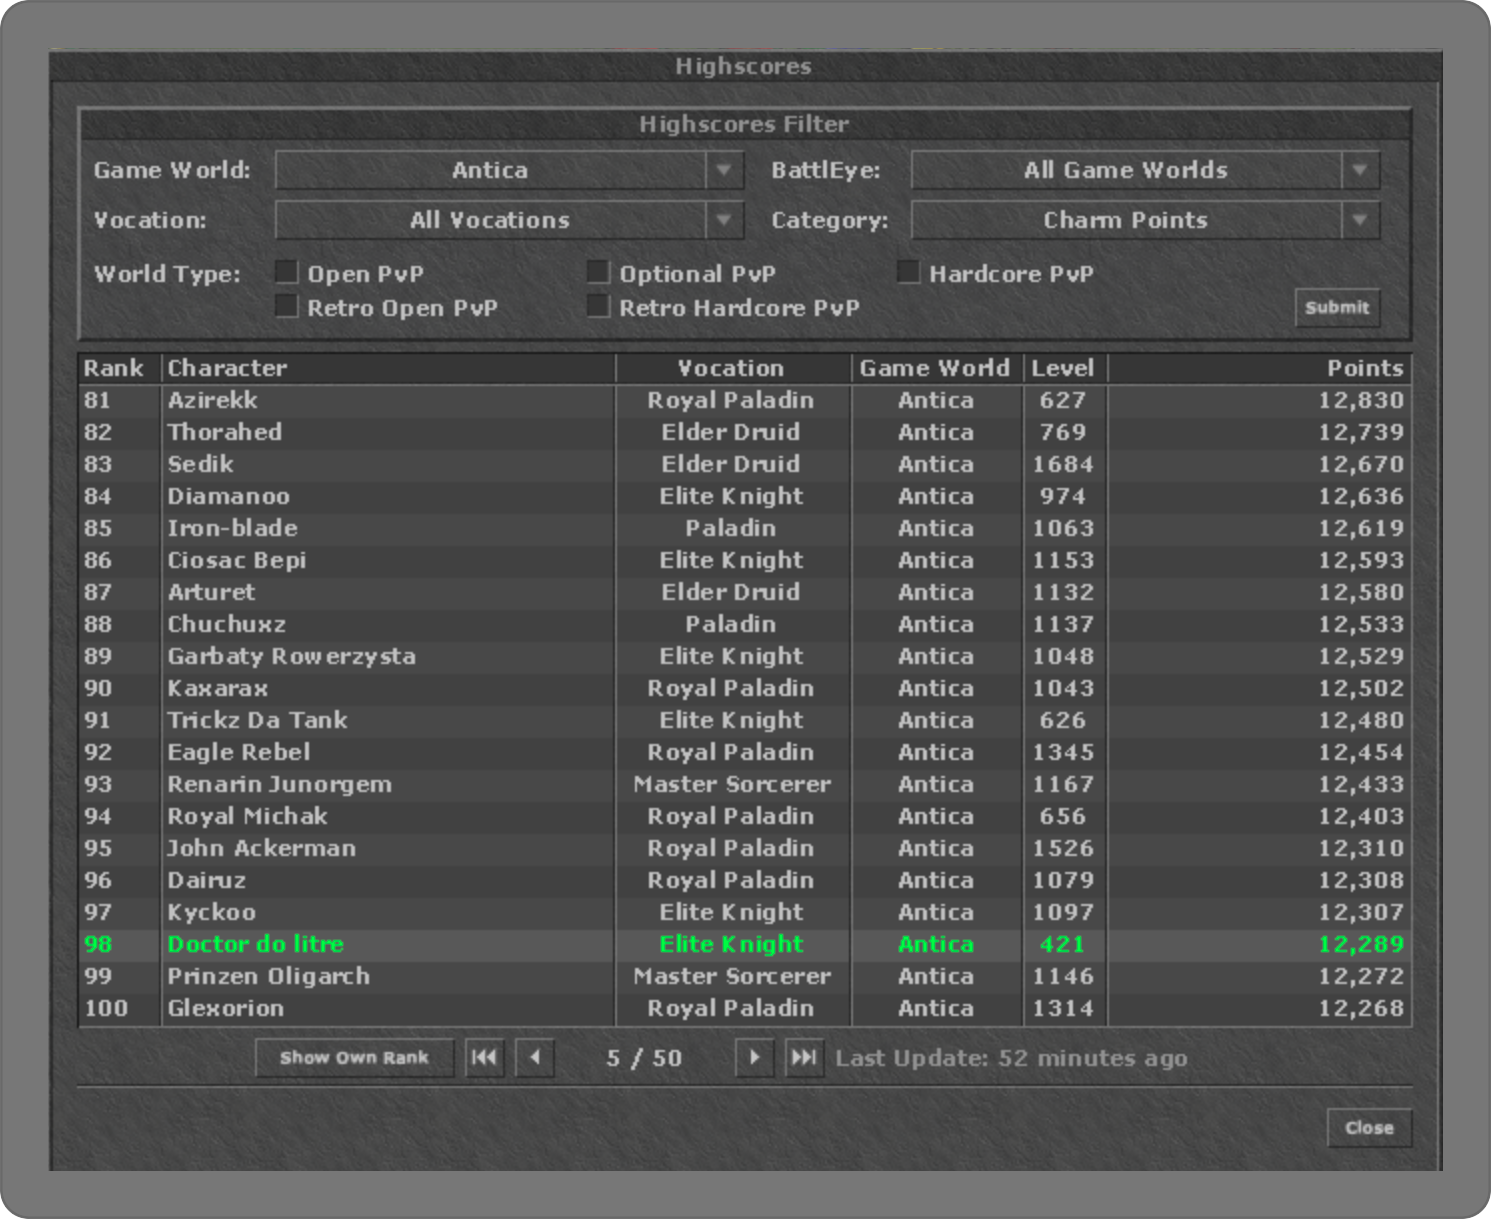 Highscores
Highscores Filter
Game World: Antica BattlEye: All Game Worlds
Vocation: All Vocations Category: Charm Points
World Type: Open PvP Optional PvP Hardcore PvP
Retro Open PvP Retro Hardcore PvP Submit
Rank Character Vocation Game World Level Points
81 Azirekk Royal Paladin Antica 627 12,830
82 Thorahed Elder Druid Antica 769 12,739
83 Sedik Elder Druid Antica 1684 12,670
84 Diamanoo Elite Knight Antica 974 12,636
85 Iron-blade Paladin Antica 1063 12,619
86 Ciosac Bepi Elite Knight Antica 1153 12,593
87 Arturet Elder Druid Antica 1132 12,580
88 Chuchuxz Paladin Antica 1137 12,533
89 Garbaty Rowerzysta Elite Knight Antica 1048 12,529
90 Kaxarax Royal Paladin Antica 1043 12,502
91 Trickz Da Tank Elite Knight Antica 626 12,480
92 Eagle Rebel Royal Paladin Antica 1345 12,454
93 Renarin Junorgem Master Sorcerer Antica 1167 12,433
94 Royal Michak Royal Paladin Antica 656 12,403
95 John Ackerman Royal Paladin Antica 1526 12,310
96 Dairuz Royal Paladin Antica 1079 12,308
97 Kyckoo Elite Knight Antica 1097 12,307
98 Doctor do litre Elite Knight Antica 421 12,289
99 Prinzen Oligarch Master Sorcerer Antica 1146 12,272
100 Glexorion Royal Paladin Antica 1314 12,268
Show Own Rank 5 / 50 Last Update: 52 minutes ago
Close